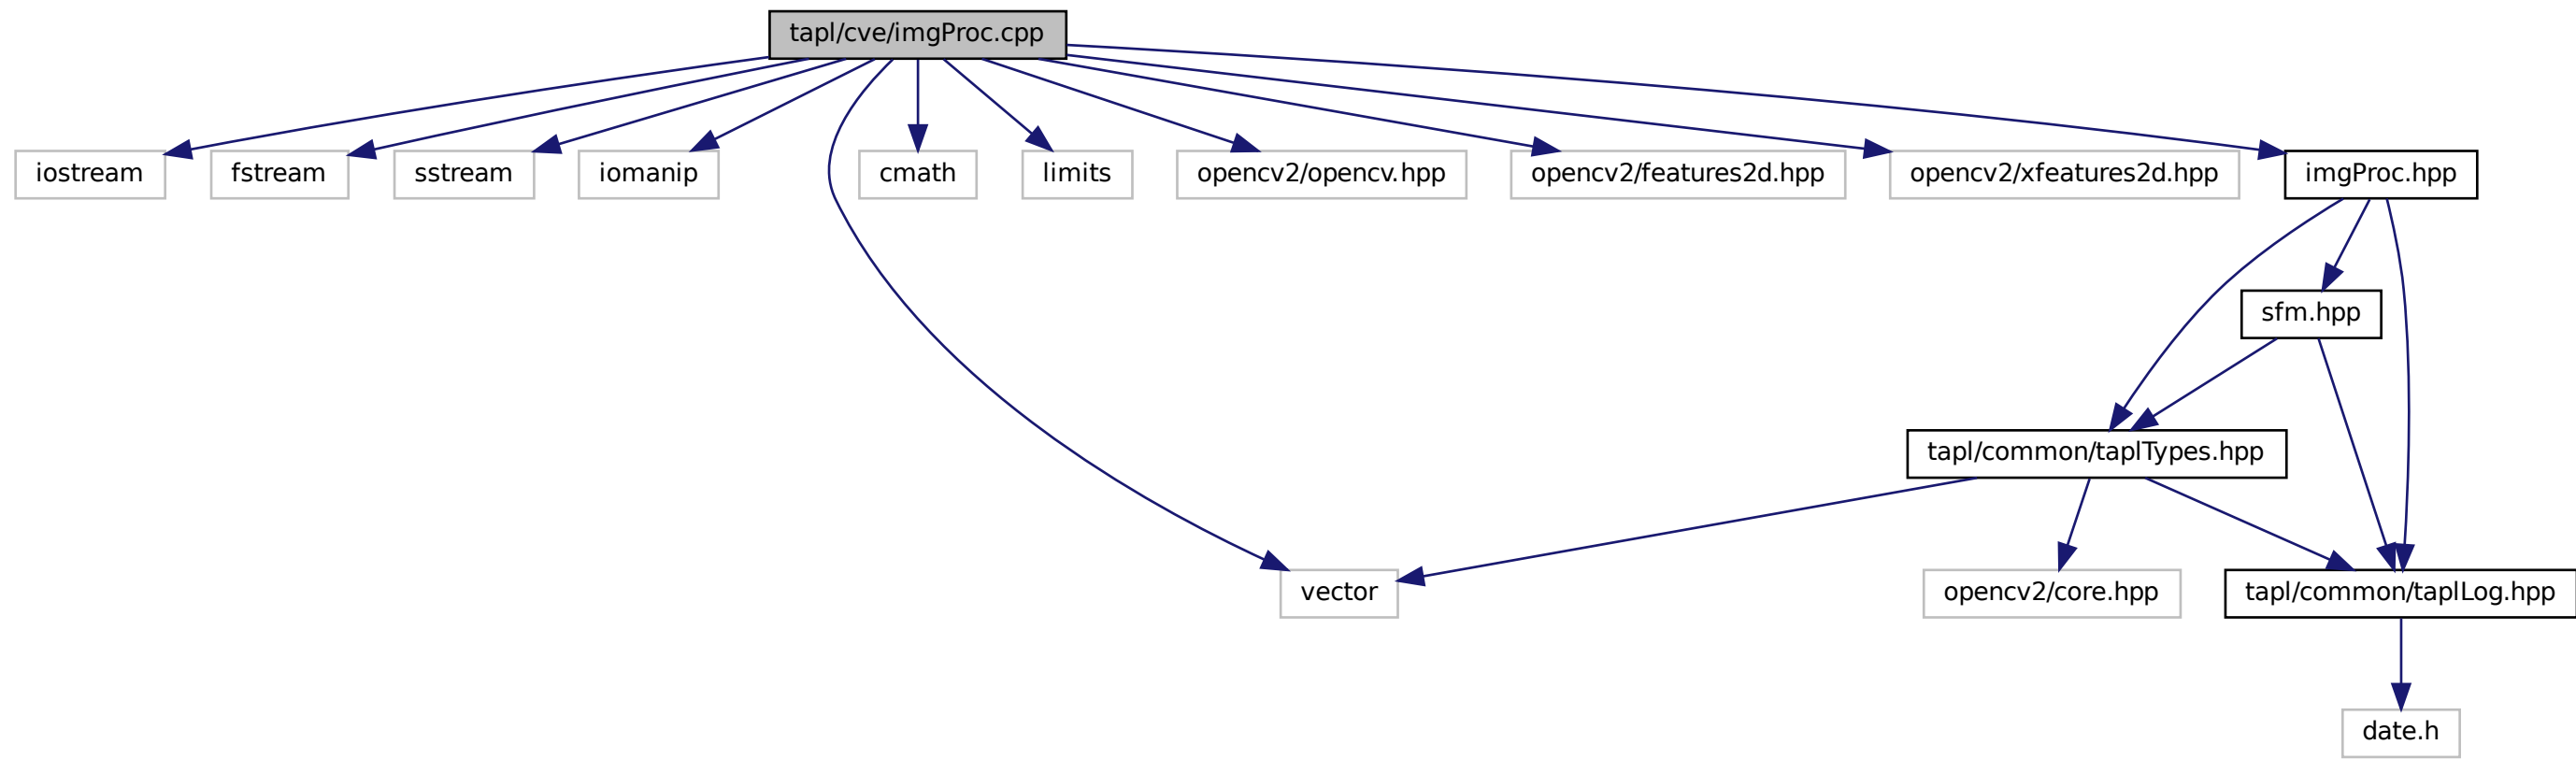 tapl/cve/imgProc.cpp
iostream
fstream
sstream
iomanip
cmath
limits
opencv2/opencv.hpp
opencv2/features2d.hpp
opencv2/xfeatures2d.hpp
imgProc.hpp
sfm.hpp
tapl/common/taplTypes.hpp
vector
opencv2/core.hpp
tapl/common/taplLog.hpp
date.h